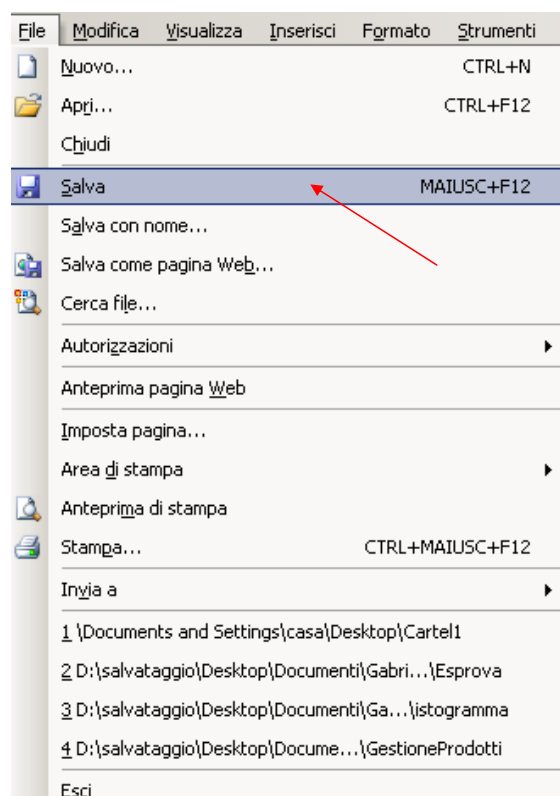 File Modifica Visualizza Inserisci Formato Strumenti
Nuovo... CTRL+N
Apri... CTRL+F12
Chiudi
Salva MAIUSC+F12
Salva con nome...
Salva come pagina Web...
Cerca file...
Autorizzazioni
Anteprima pagina Web
Imposta pagina...
Area di stampa
Anteprima di stampa
Stampa... CTRL+MAIUSC+F12
Invia a
1 \Documents and Settings\casa\Desktop\Cartel1
2 D:\salvataggio\Desktop\Documenti\Gabri...\Esprova
3 D:\salvataggio\Desktop\Documenti\Ga...\istogramma
4 D:\salvataggio\Desktop\Docume...\GestioneProdotti
Esci